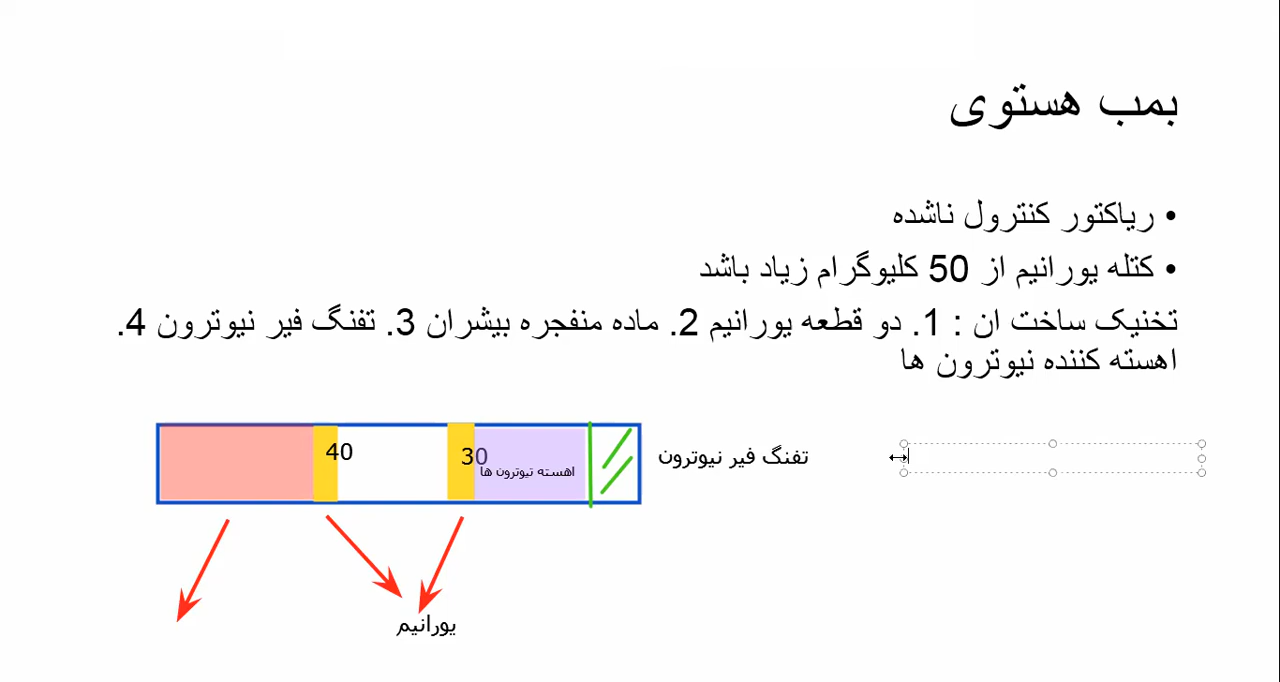 بمب هستوی
• ریاکتور کنترول ناشده
• کتله یورانیم از 50 کلیوگرام زیاد باشد
تخنیک ساخت ان : 1. دو قطعه یورانیم 2. ماده منفجره بیشران 3. تفنگ فیر نیوترون 4.
اهسته کننده نیوترون ها
40
30
اهسته نیوترون ها
تفنگ فیر نیوترون
یورانیم